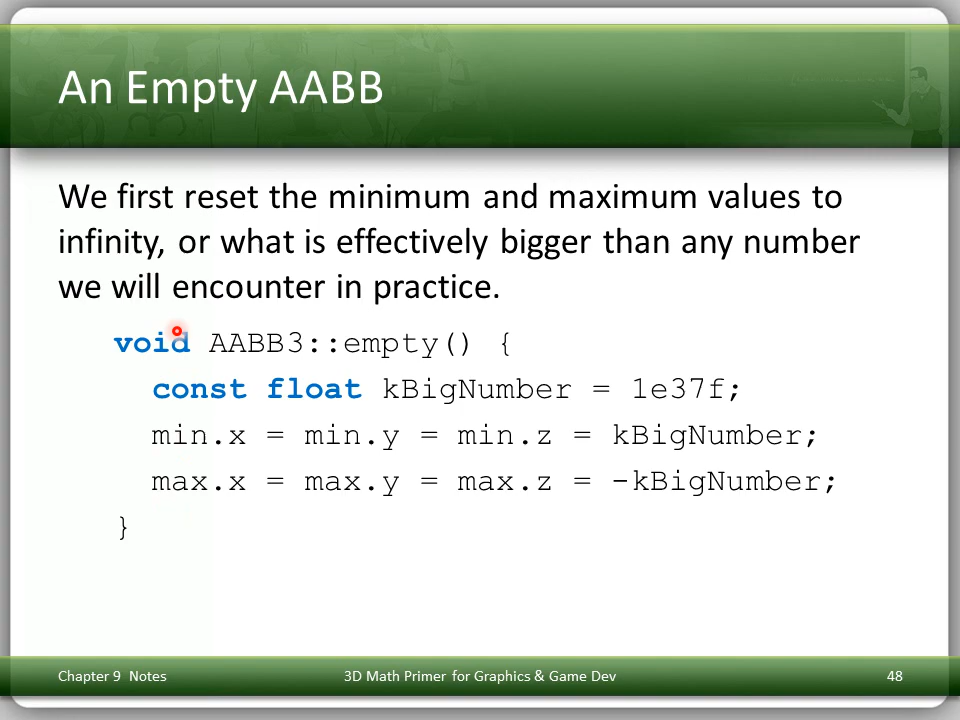 An Empty AABB
We first reset the minimum and maximum values to
infinity, or what is effectively bigger than any number
we will encounter in practice.
void AABB3::empty() {
const float kBigNumber = 1e37f;
min.x = min.y = min.z = kBigNumber;
max.x = max.y = max.z = -kBigNumber;
}
Chapter 9 Notes
3D Math Primer for Graphics & Game Dev
48